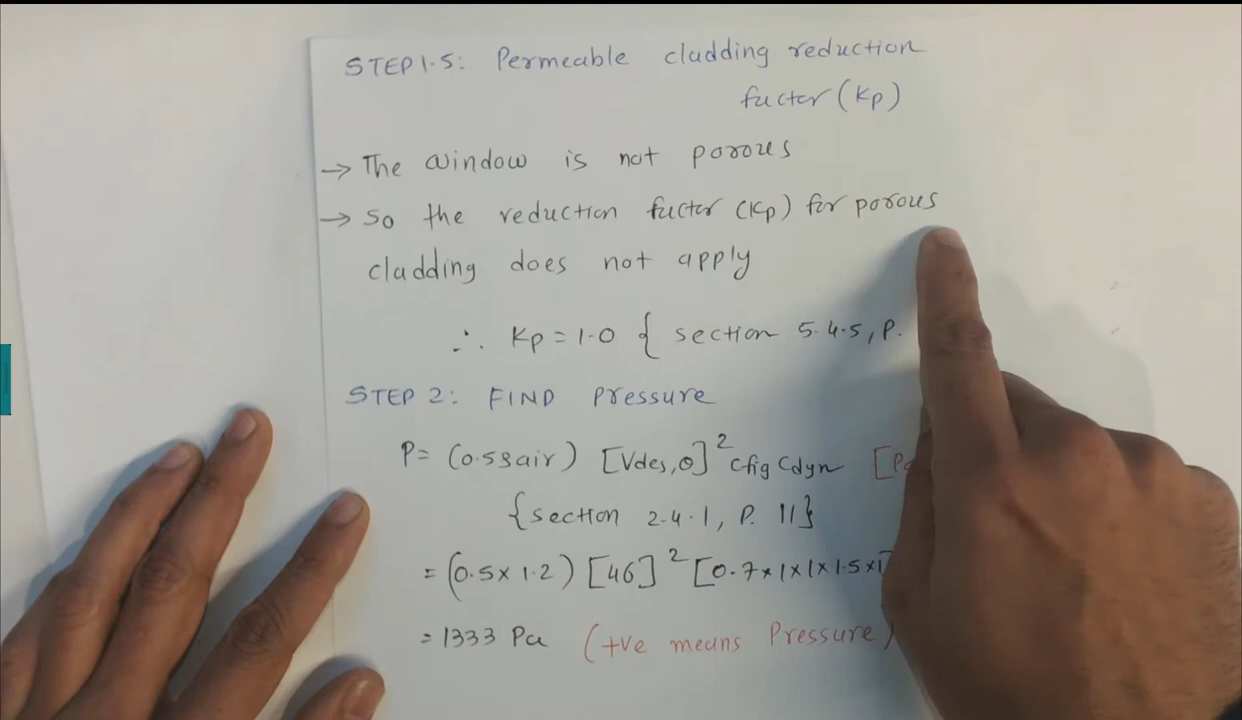 STEP 1.5: Permeable cladding reduction
factor (Kp)
→ The window is not porous
→ So the reduction factor (Kp) for porous
cladding does not apply
∴ Kp = 1.0 { section 5.4.5, P.
STEP 2: FIND Pressure
P = (0.5ρair) [Vdes,θ]² Cfig Cdyn [Pa
{section 2.4.1, P. 11}
= (0.5 x 1.2) [46]² [0.7 x 1 x 1 x 1.5 x 1
= 1333 Pa (+ve means Pressure)